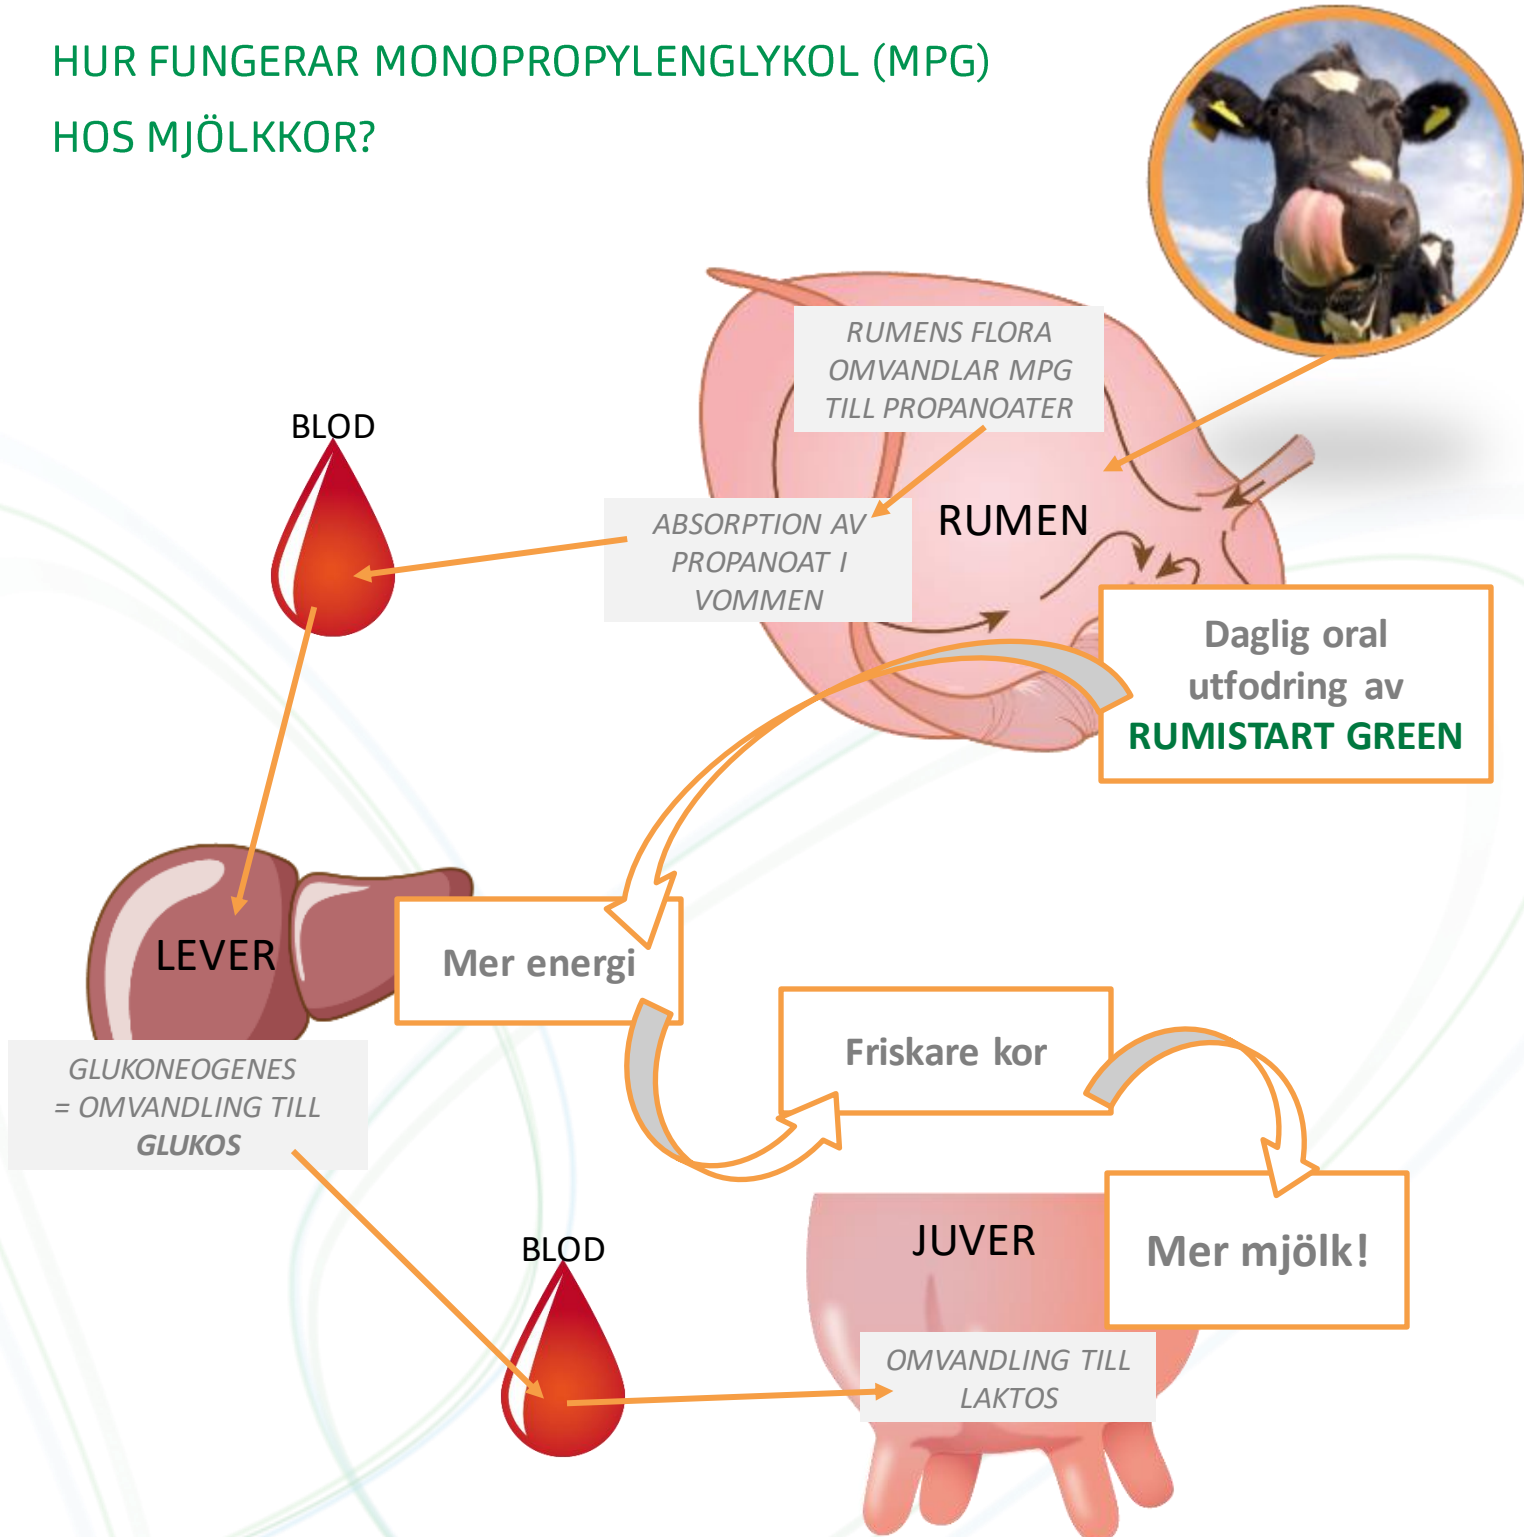 HUR FUNGERAR MONOPROPYLENGLYKOL (MPG)
HOS MJÖLKKOR?
RUMENS FLORA
OMVANDLAR MPG
TILL PROPANOATER
BLOD
ABSORPTION AV
PROPANOAT I
VOMMEN
RUMEN
Daglig oral
utfodring av
RUMISTART GREEN
LEVER
Mer energi
Friskare kor
GLUKONEOGENES
= OMVANDLING TILL
GLUKOS
BLOD
JUVER
Mer mjölk!
OMVANDLING TILL
LAKTOS